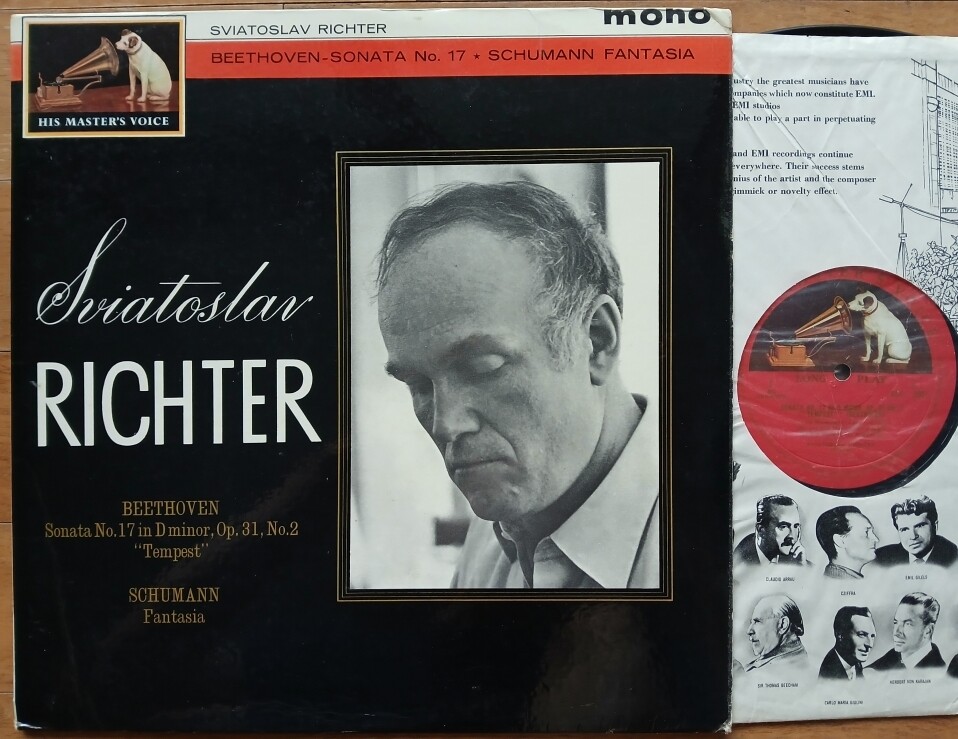 mono
SVIATOSLAV RICHTER
BEETHOVEN-SONATA No. 17 ★ SCHUMANN FANTASIA
HIS MASTER'S VOICE
Sviatoslav
RICHTER
BEETHOVEN
Sonata No. 17 in D minor, Op. 31, No. 2
"Tempest"
SCHUMANN
Fantasia
ustry the greatest musicians have
ompanies which now constitute EMI.
EMI studios
able to play a part in perpetuating
and EMI recordings continue
everywhere. Their success stems
nius of the artist and the composer
immick or novelty effect.
PLAY
CLAUDIO ARRAU
CZIFFRA
EMIL GILELS
SIR THOMAS BEECHAM
HERBERT VON KARAJAN
CARLO MARIA GIULINI